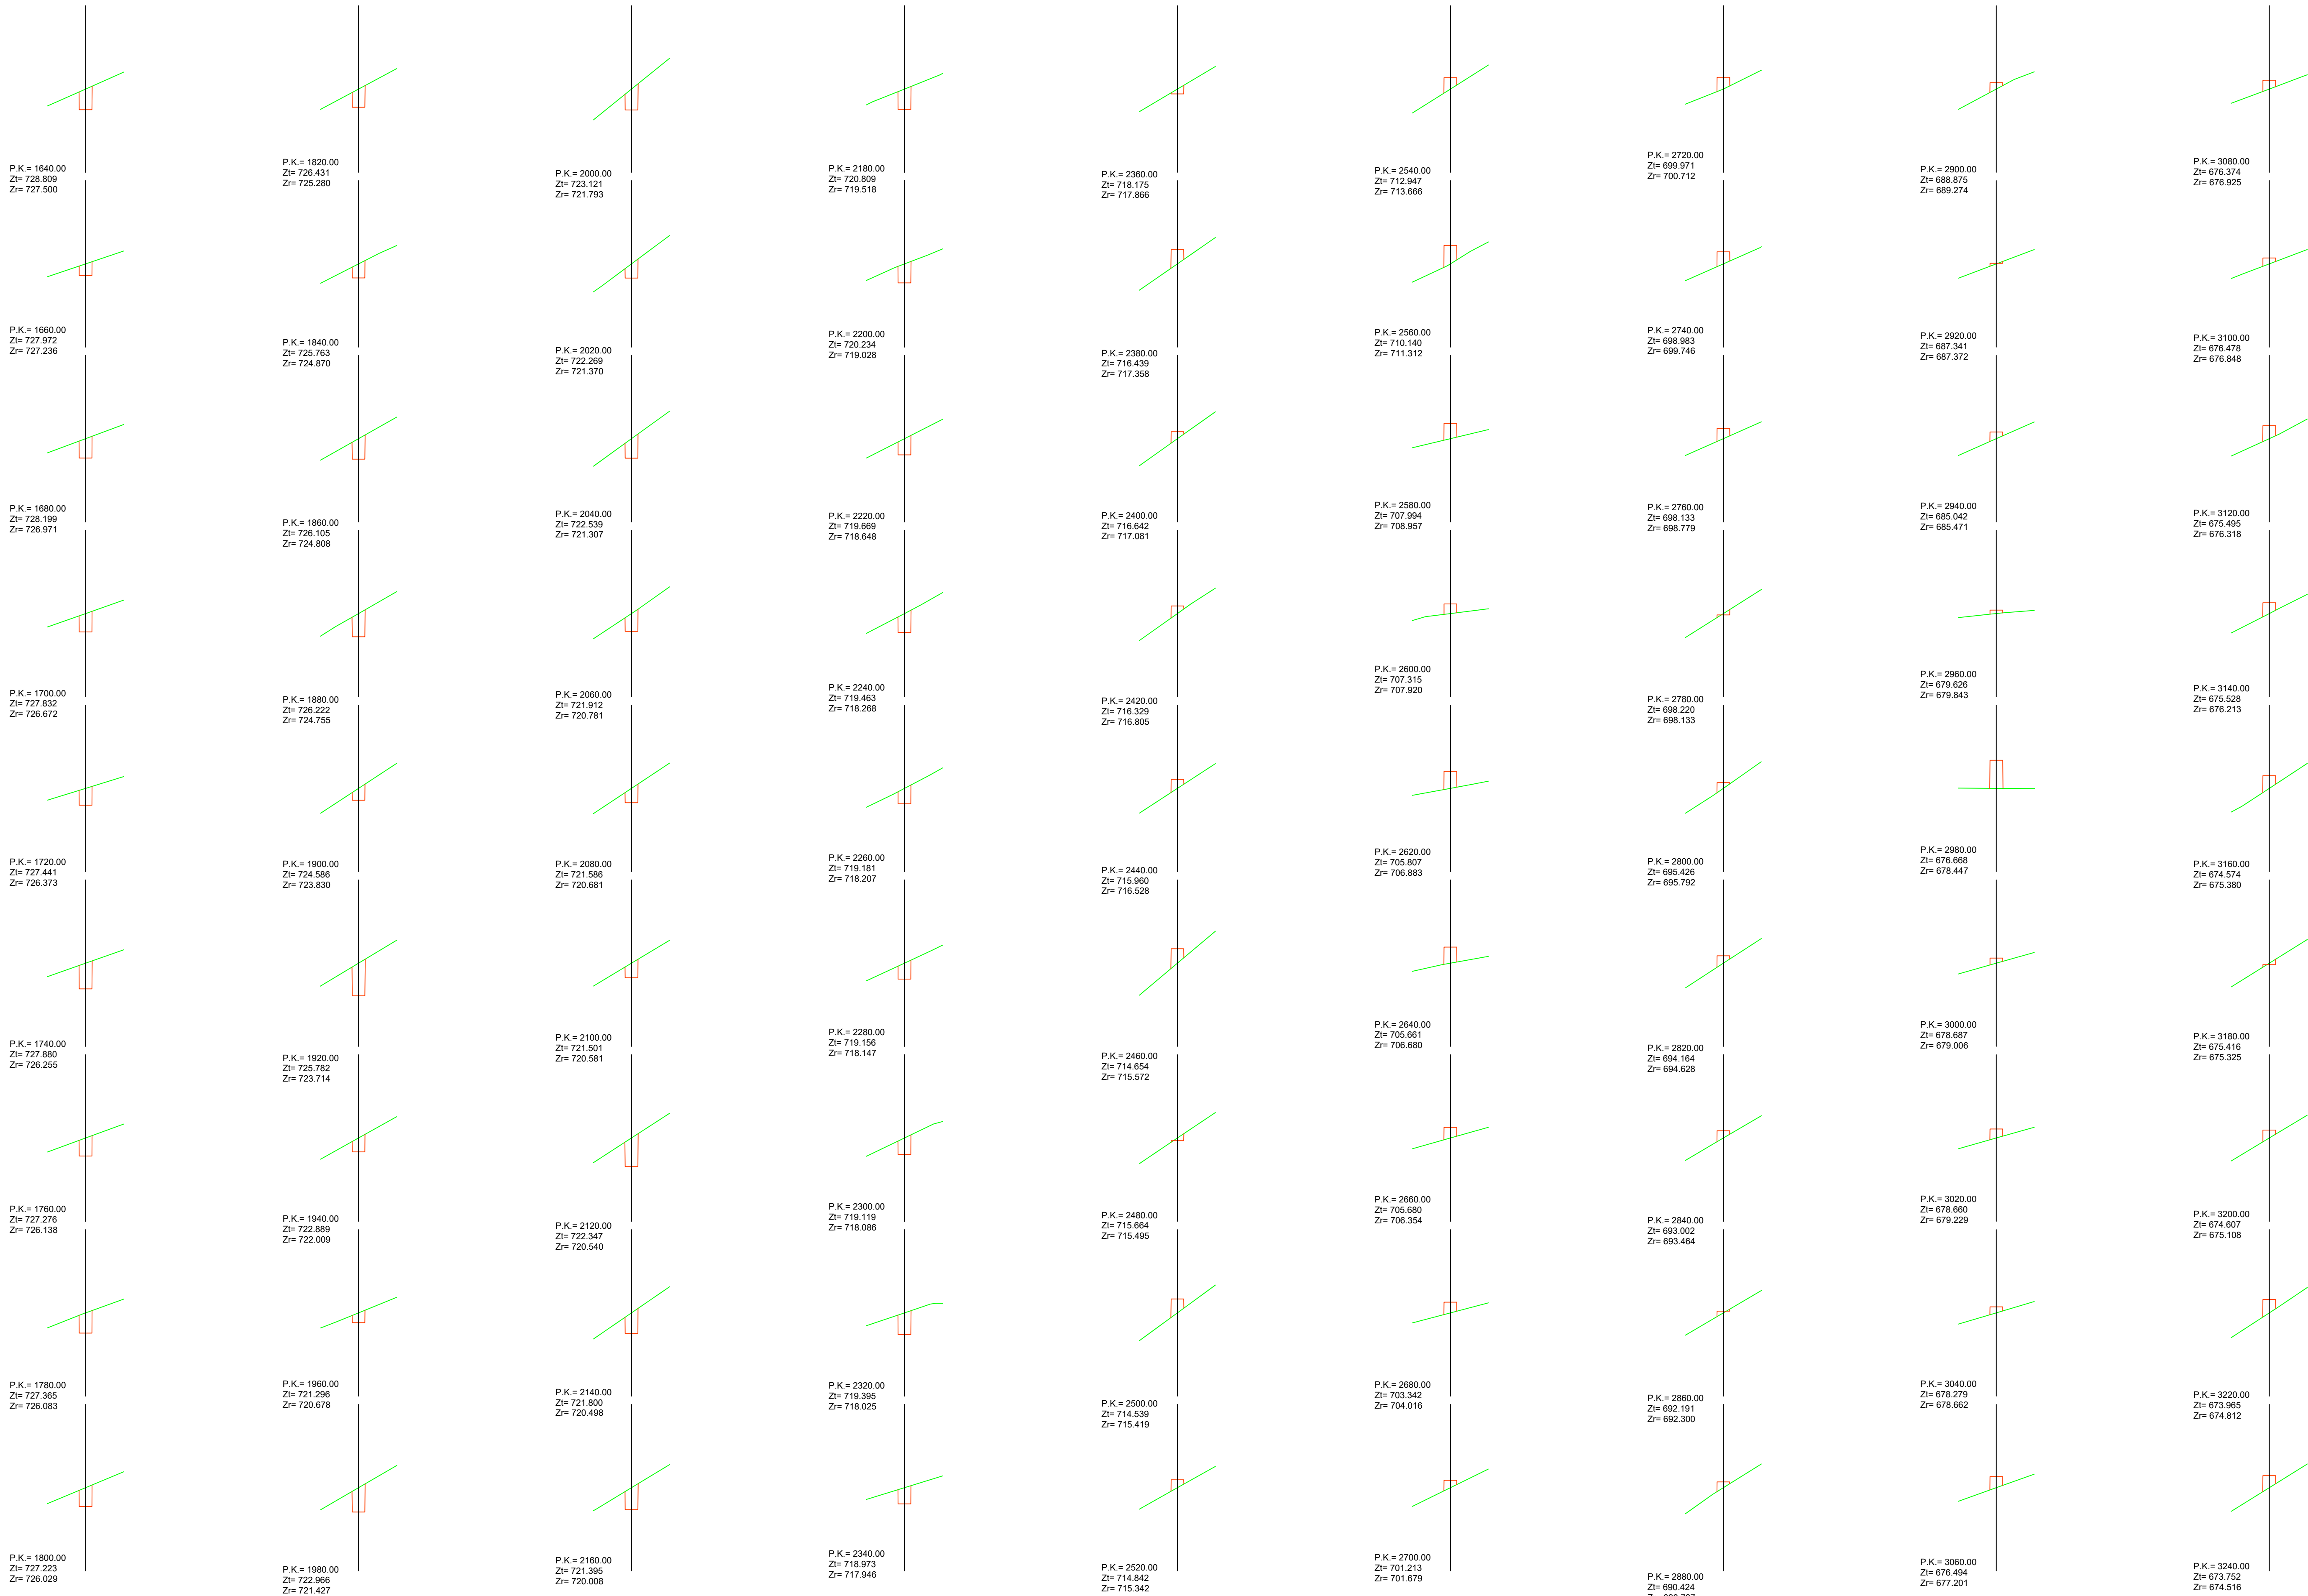 P.K.= 1640.00
Zt= 728.809
Zr= 727.500
P.K.= 1660.00
Zt= 727.972
Zr= 727.236
P.K.= 1680.00
Zt= 728.199
Zr= 726.971
P.K.= 1700.00
Zt= 727.832
Zr= 726.672
P.K.= 1720.00
Zt= 727.441
Zr= 726.373
P.K.= 1740.00
Zt= 727.880
Zr= 726.255
P.K.= 1760.00
Zt= 727.276
Zr= 726.138
P.K.= 1780.00
Zt= 727.365
Zr= 726.083
P.K.= 1800.00
Zt= 727.223
Zr= 726.029
P.K.= 1820.00
Zt= 726.431
Zr= 725.280
P.K.= 1840.00
Zt= 725.763
Zr= 724.870
P.K.= 1860.00
Zt= 726.105
Zr= 724.808
P.K.= 1880.00
Zt= 726.222
Zr= 724.755
P.K.= 1900.00
Zt= 724.586
Zr= 723.830
P.K.= 1920.00
Zt= 725.782
Zr= 723.714
P.K.= 1940.00
Zt= 722.889
Zr= 722.009
P.K.= 1960.00
Zt= 721.296
Zr= 720.678
P.K.= 1980.00
Zt= 722.966
Zr= 721.427
P.K.= 2000.00
Zt= 723.121
Zr= 721.793
P.K.= 2020.00
Zt= 722.269
Zr= 721.370
P.K.= 2040.00
Zt= 722.539
Zr= 721.307
P.K.= 2060.00
Zt= 721.912
Zr= 720.781
P.K.= 2080.00
Zt= 721.586
Zr= 720.681
P.K.= 2100.00
Zt= 721.501
Zr= 720.581
P.K.= 2120.00
Zt= 722.347
Zr= 720.540
P.K.= 2140.00
Zt= 721.800
Zr= 720.498
P.K.= 2160.00
Zt= 721.395
Zr= 720.008
P.K.= 2180.00
Zt= 720.809
Zr= 719.518
P.K.= 2200.00
Zt= 720.234
Zr= 719.028
P.K.= 2220.00
Zt= 719.669
Zr= 718.648
P.K.= 2240.00
Zt= 719.463
Zr= 718.268
P.K.= 2260.00
Zt= 719.181
Zr= 718.207
P.K.= 2280.00
Zt= 719.156
Zr= 718.147
P.K.= 2300.00
Zt= 719.119
Zr= 718.086
P.K.= 2320.00
Zt= 719.395
Zr= 718.025
P.K.= 2340.00
Zt= 718.973
Zr= 717.946
P.K.= 2360.00
Zt= 718.175
Zr= 717.866
P.K.= 2380.00
Zt= 716.439
Zr= 717.358
P.K.= 2400.00
Zt= 716.642
Zr= 717.081
P.K.= 2420.00
Zt= 716.329
Zr= 716.805
P.K.= 2440.00
Zt= 715.960
Zr= 716.528
P.K.= 2460.00
Zt= 714.654
Zr= 715.572
P.K.= 2480.00
Zt= 715.664
Zr= 715.495
P.K.= 2500.00
Zt= 714.539
Zr= 715.419
P.K.= 2520.00
Zt= 714.842
Zr= 715.342
P.K.= 2540.00
Zt= 712.947
Zr= 713.666
P.K.= 2560.00
Zt= 710.140
Zr= 711.312
P.K.= 2580.00
Zt= 707.994
Zr= 708.957
P.K.= 2600.00
Zt= 707.315
Zr= 707.920
P.K.= 2620.00
Zt= 705.807
Zr= 706.883
P.K.= 2640.00
Zt= 705.661
Zr= 706.680
P.K.= 2660.00
Zt= 705.680
Zr= 706.354
P.K.= 2680.00
Zt= 703.342
Zr= 704.016
P.K.= 2700.00
Zt= 701.213
Zr= 701.679
P.K.= 2720.00
Zt= 699.971
Zr= 700.712
P.K.= 2740.00
Zt= 698.983
Zr= 699.746
P.K.= 2760.00
Zt= 698.133
Zr= 698.779
P.K.= 2780.00
Zt= 698.220
Zr= 698.133
P.K.= 2800.00
Zt= 695.426
Zr= 695.792
P.K.= 2820.00
Zt= 694.164
Zr= 694.628
P.K.= 2840.00
Zt= 693.002
Zr= 693.464
P.K.= 2860.00
Zt= 692.191
Zr= 692.300
P.K.= 2880.00
Zt= 690.424
P.K.= 2900.00
Zt= 688.875
Zr= 689.274
P.K.= 2920.00
Zt= 687.341
Zr= 687.372
P.K.= 2940.00
Zt= 685.042
Zr= 685.471
P.K.= 2960.00
Zt= 679.626
Zr= 679.843
P.K.= 2980.00
Zt= 676.668
Zr= 678.447
P.K.= 3000.00
Zt= 678.687
Zr= 679.006
P.K.= 3020.00
Zt= 678.660
Zr= 679.229
P.K.= 3040.00
Zt= 678.279
Zr= 678.662
P.K.= 3060.00
Zt= 676.494
Zr= 677.201
P.K.= 3080.00
Zt= 676.374
Zr= 676.925
P.K.= 3100.00
Zt= 676.478
Zr= 676.848
P.K.= 3120.00
Zt= 675.495
Zr= 676.318
P.K.= 3140.00
Zt= 675.528
Zr= 676.213
P.K.= 3160.00
Zt= 674.574
Zr= 675.380
P.K.= 3180.00
Zt= 675.416
Zr= 675.325
P.K.= 3200.00
Zt= 674.607
Zr= 675.108
P.K.= 3220.00
Zt= 673.965
Zr= 674.812
P.K.= 3240.00
Zt= 673.752
Zr= 674.516